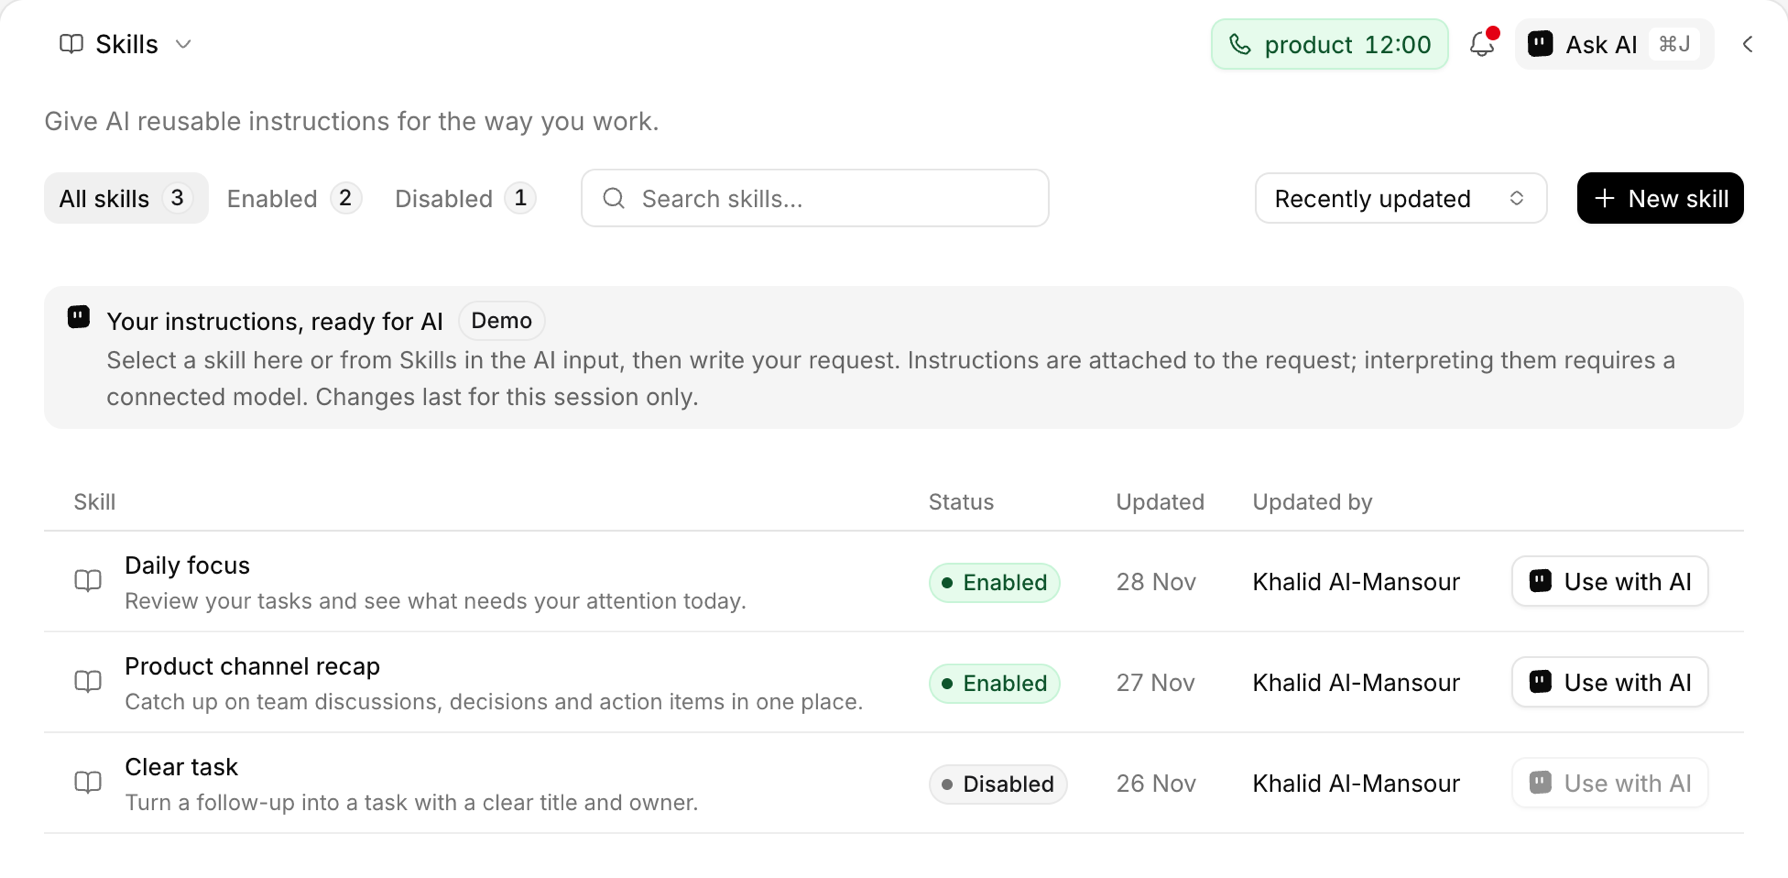 Skills
product 12:00
Ask AI ⌘J
Give AI reusable instructions for the way you work.
All skills 3
Enabled 2
Disabled 1
Search skills...
Recently updated
New skill
Your instructions, ready for AI
Demo
Select a skill here or from Skills in the AI input, then write your request. Instructions are attached to the request; interpreting them requires a
connected model. Changes last for this session only.
Skill Status Updated Updated by
Daily focus
Review your tasks and see what needs your attention today.
Enabled 28 Nov Khalid Al-Mansour Use with AI
Product channel recap
Catch up on team discussions, decisions and action items in one place.
Enabled 27 Nov Khalid Al-Mansour Use with AI
Clear task
Turn a follow-up into a task with a clear title and owner.
Disabled 26 Nov Khalid Al-Mansour Use with AI